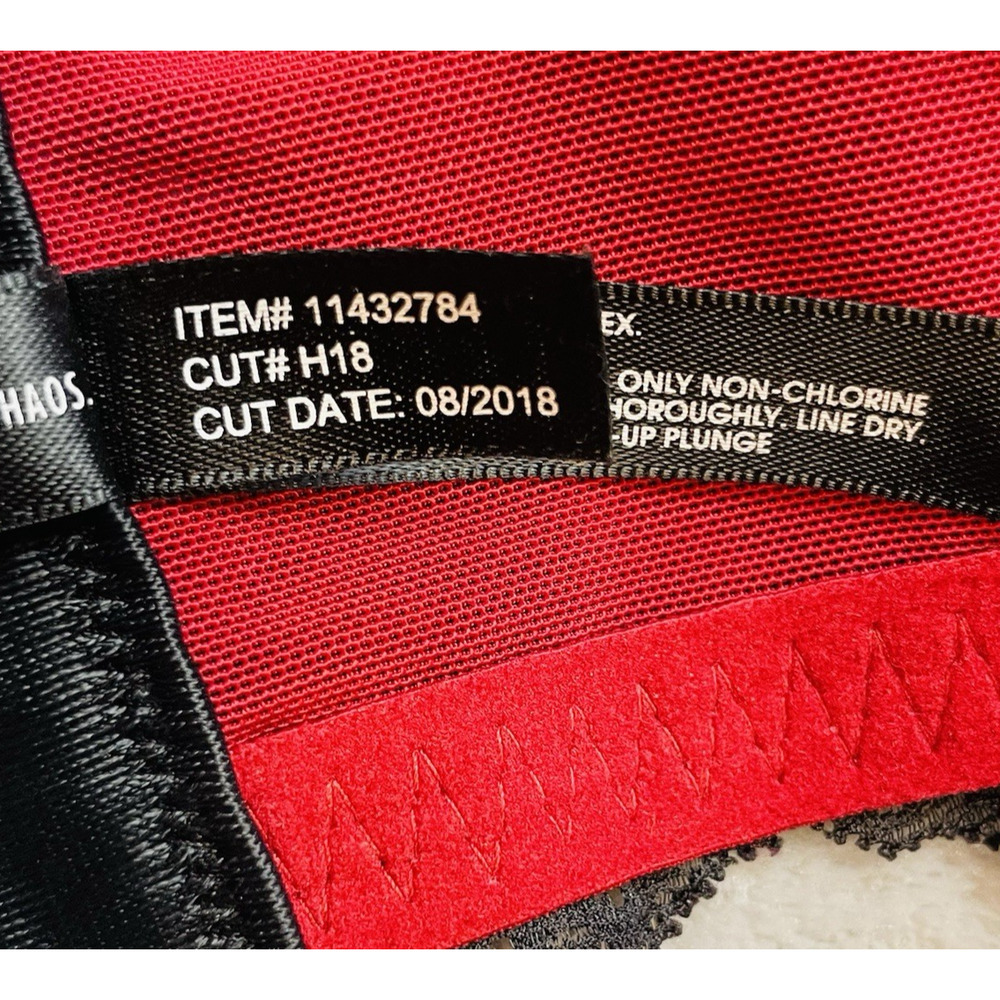 ITEM# 11432784
CUT# H18
CUT DATE: 08/2018
HAOS.
EX.
ONLY NON-CHLORINE
HOROUGHLY. LINE DRY.
-UP PLUNGE